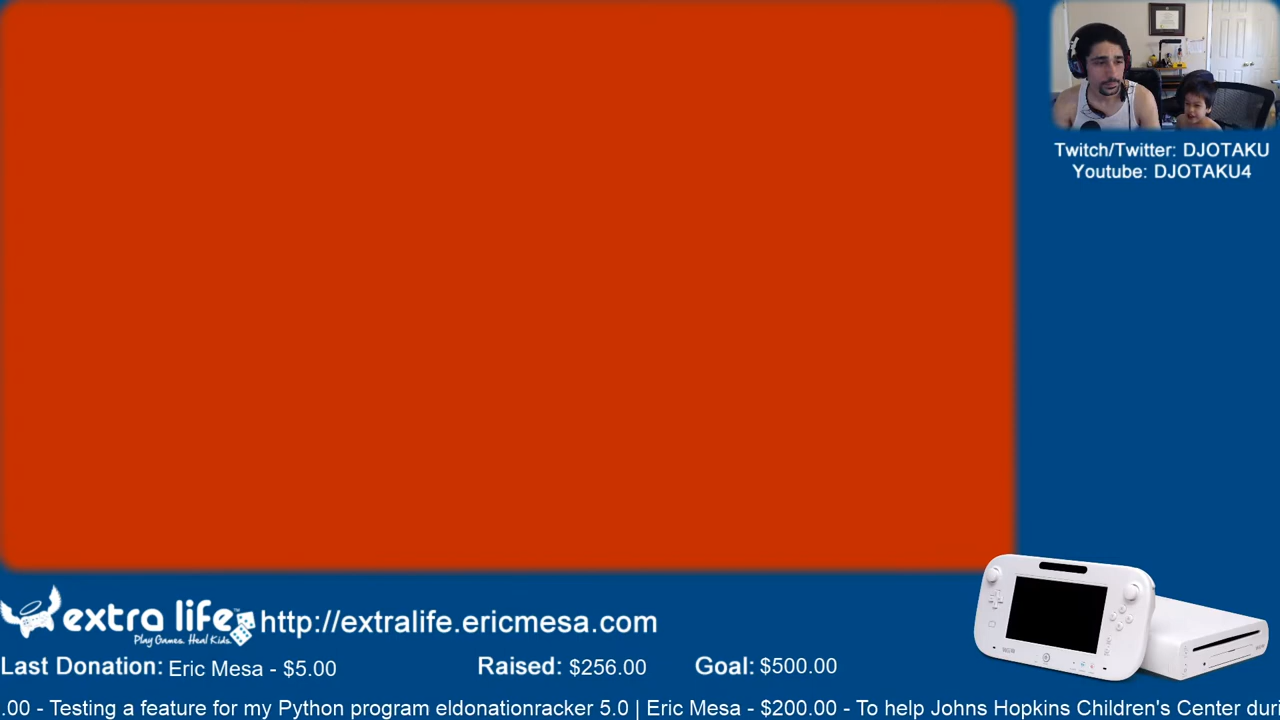 Twitch/Twitter: DJOTAKU
Youtube: DJOTAKU4
extra life
Play Games. Heal Kids.
http://extralife.ericmesa.com
Last Donation: Eric Mesa - $5.00 Raised: $256.00 Goal: $500.00
.00 - Testing a feature for my Python program eldonationracker 5.0 | Eric Mesa - $200.00 - To help Johns Hopkins Children's Center dur